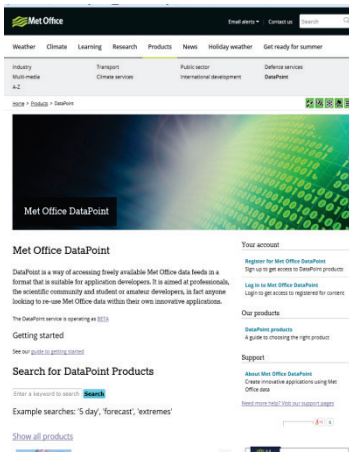 Met Office
Email alerts Contact us Search
Weather Climate Learning Research Products News Holiday weather Get ready for summer
Industry Transport Public sector Defence services
Multi-media Climate services International development DataPoint
A-Z
Home > Products > DataPoint
Met Office DataPoint
Met Office DataPoint
DataPoint is a way of accessing freely available Met Office data feeds in a
format that is suitable for application developers. It is aimed at professionals,
the scientific community and student or amateur developers, in fact anyone
looking to re-use Met Office data within their own innovative applications.
The DataPoint service is operating as BETA
Getting started
See our guide to getting started
Search for DataPoint Products
Enter a keyword to search Search
Example searches: '5 day', 'forecast', 'extremes'
Show all products
Your account
Register for Met Office DataPoint
Sign up to get access to DataPoint products
Log in to Met Office DataPoint
Login to get access to registered for content
Our products
DataPoint products
A guide to choosing the right product
Support
About Met Office DataPoint
Create innovative applications using Met
Office data
Need more help? Visit our support pages